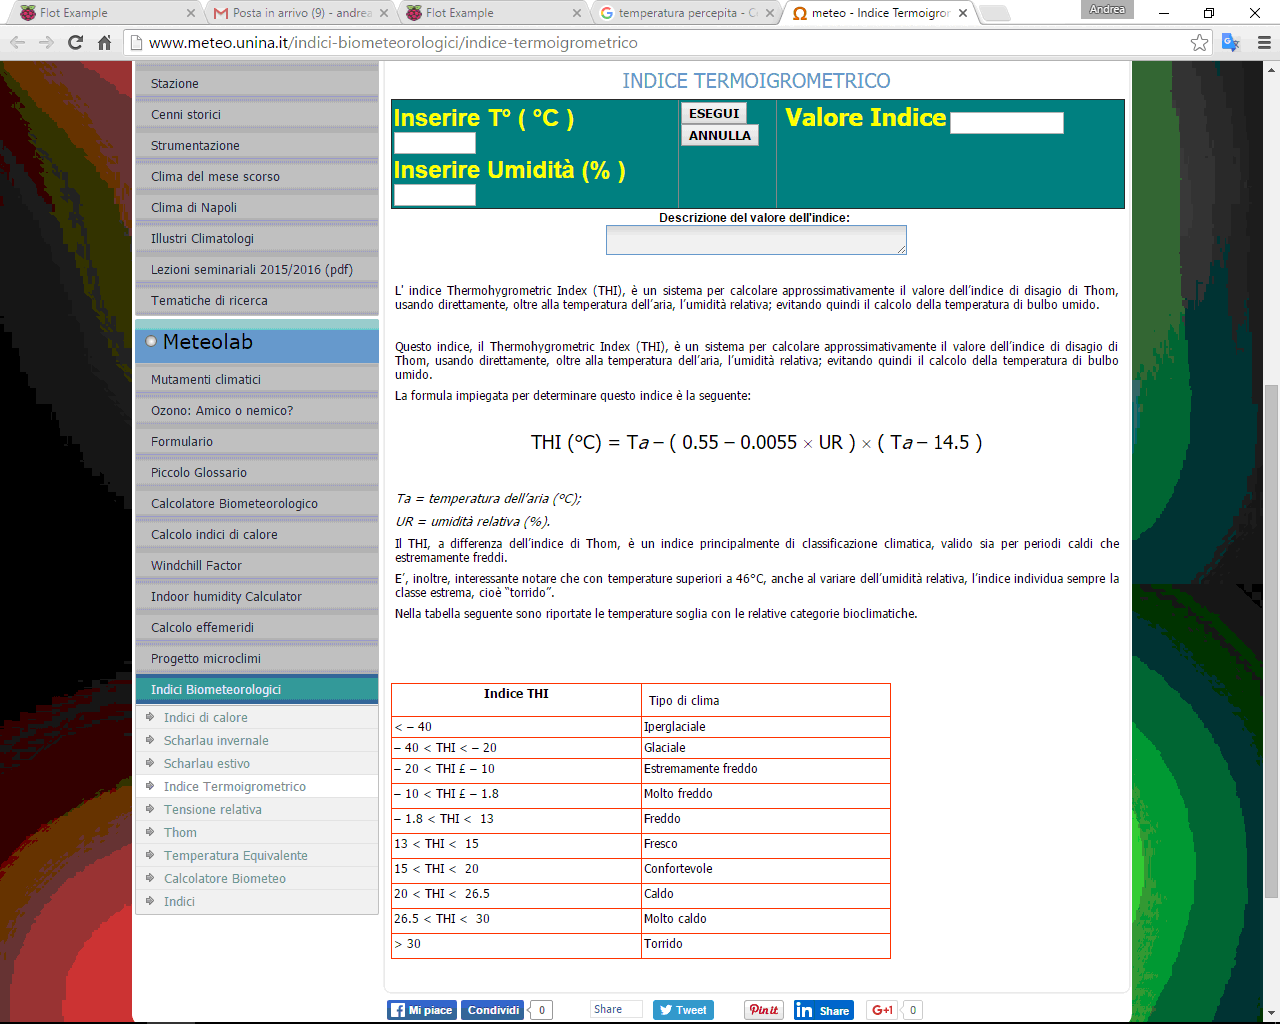 Flot Example
Posta in arrivo (9) - andrea
Flot Example
temperatura percepita - C
meteo - Indice Termoigror
Andrea
www.meteo.unina.it/indici-biometeorologici/indice-termoigrometrico
Stazione
Cenni storici
Strumentazione
Clima del mese scorso
Clima di Napoli
Illustri Climatologi
Lezioni seminariali 2015/2016 (pdf)
Tematiche di ricerca
Meteolab
Mutamenti climatici
Ozono: Amico o nemico?
Formulario
Piccolo Glossario
Calcolatore Biometeorologico
Calcolo indici di calore
Windchill Factor
Indoor humidity Calculator
Calcolo effemeridi
Progetto microclimi
Indici Biometeorologici
Indici di calore
Scharlau invernale
Scharlau estivo
Indice Termoigrometrico
Tensione relativa
Thom
Temperatura Equivalente
Calcolatore Biometeo
Indici
INDICE TERMOIGROMETRICO
Inserire T° ( °C )
Inserire Umidità (% )
ESEGUI
ANNULLA
Valore Indice
Descrizione del valore dell'indice:
L' indice Thermohygrometric Index (THI), è un sistema per calcolare approssimativamente il valore dell’indice di disagio di Thom,
usando direttamente, oltre alla temperatura dell’aria, l’umidità relativa; evitando quindi il calcolo della temperatura di bulbo umido.
Questo indice, il Thermohygrometric Index (THI), è un sistema per calcolare approssimativamente il valore dell’indice di disagio di
Thom, usando direttamente, oltre alla temperatura dell’aria, l’umidità relativa; evitando quindi il calcolo della temperatura di bulbo
umido.
La formula impiegata per determinare questo indice è la seguente:
THI (°C) = Ta – ( 0.55 – 0.0055 × UR ) × ( Ta – 14.5 )
Ta = temperatura dell’aria (°C);
UR = umidità relativa (%).
Il THI, a differenza dell’indice di Thom, è un indice principalmente di classificazione climatica, valido sia per periodi caldi che
estremamente freddi.
E’, inoltre, interessante notare che con temperature superiori a 46°C, anche al variare dell’umidità relativa, l’indice individua sempre la
classe estrema, cioè “torrido”.
Nella tabella seguente sono riportate le temperature soglia con le relative categorie bioclimatiche.
Indice THI Tipo di clima
< – 40 Iperglaciale
– 40 < THI < – 20 Glaciale
– 20 < THI £ – 10 Estremamente freddo
– 10 < THI £ – 1.8 Molto freddo
– 1.8 < THI < 13 Freddo
13 < THI < 15 Fresco
15 < THI < 20 Confortevole
20 < THI < 26.5 Caldo
26.5 < THI < 30 Molto caldo
> 30 Torrido
Mi piace Condividi 0 Share Tweet Pin it in Share G+1 0